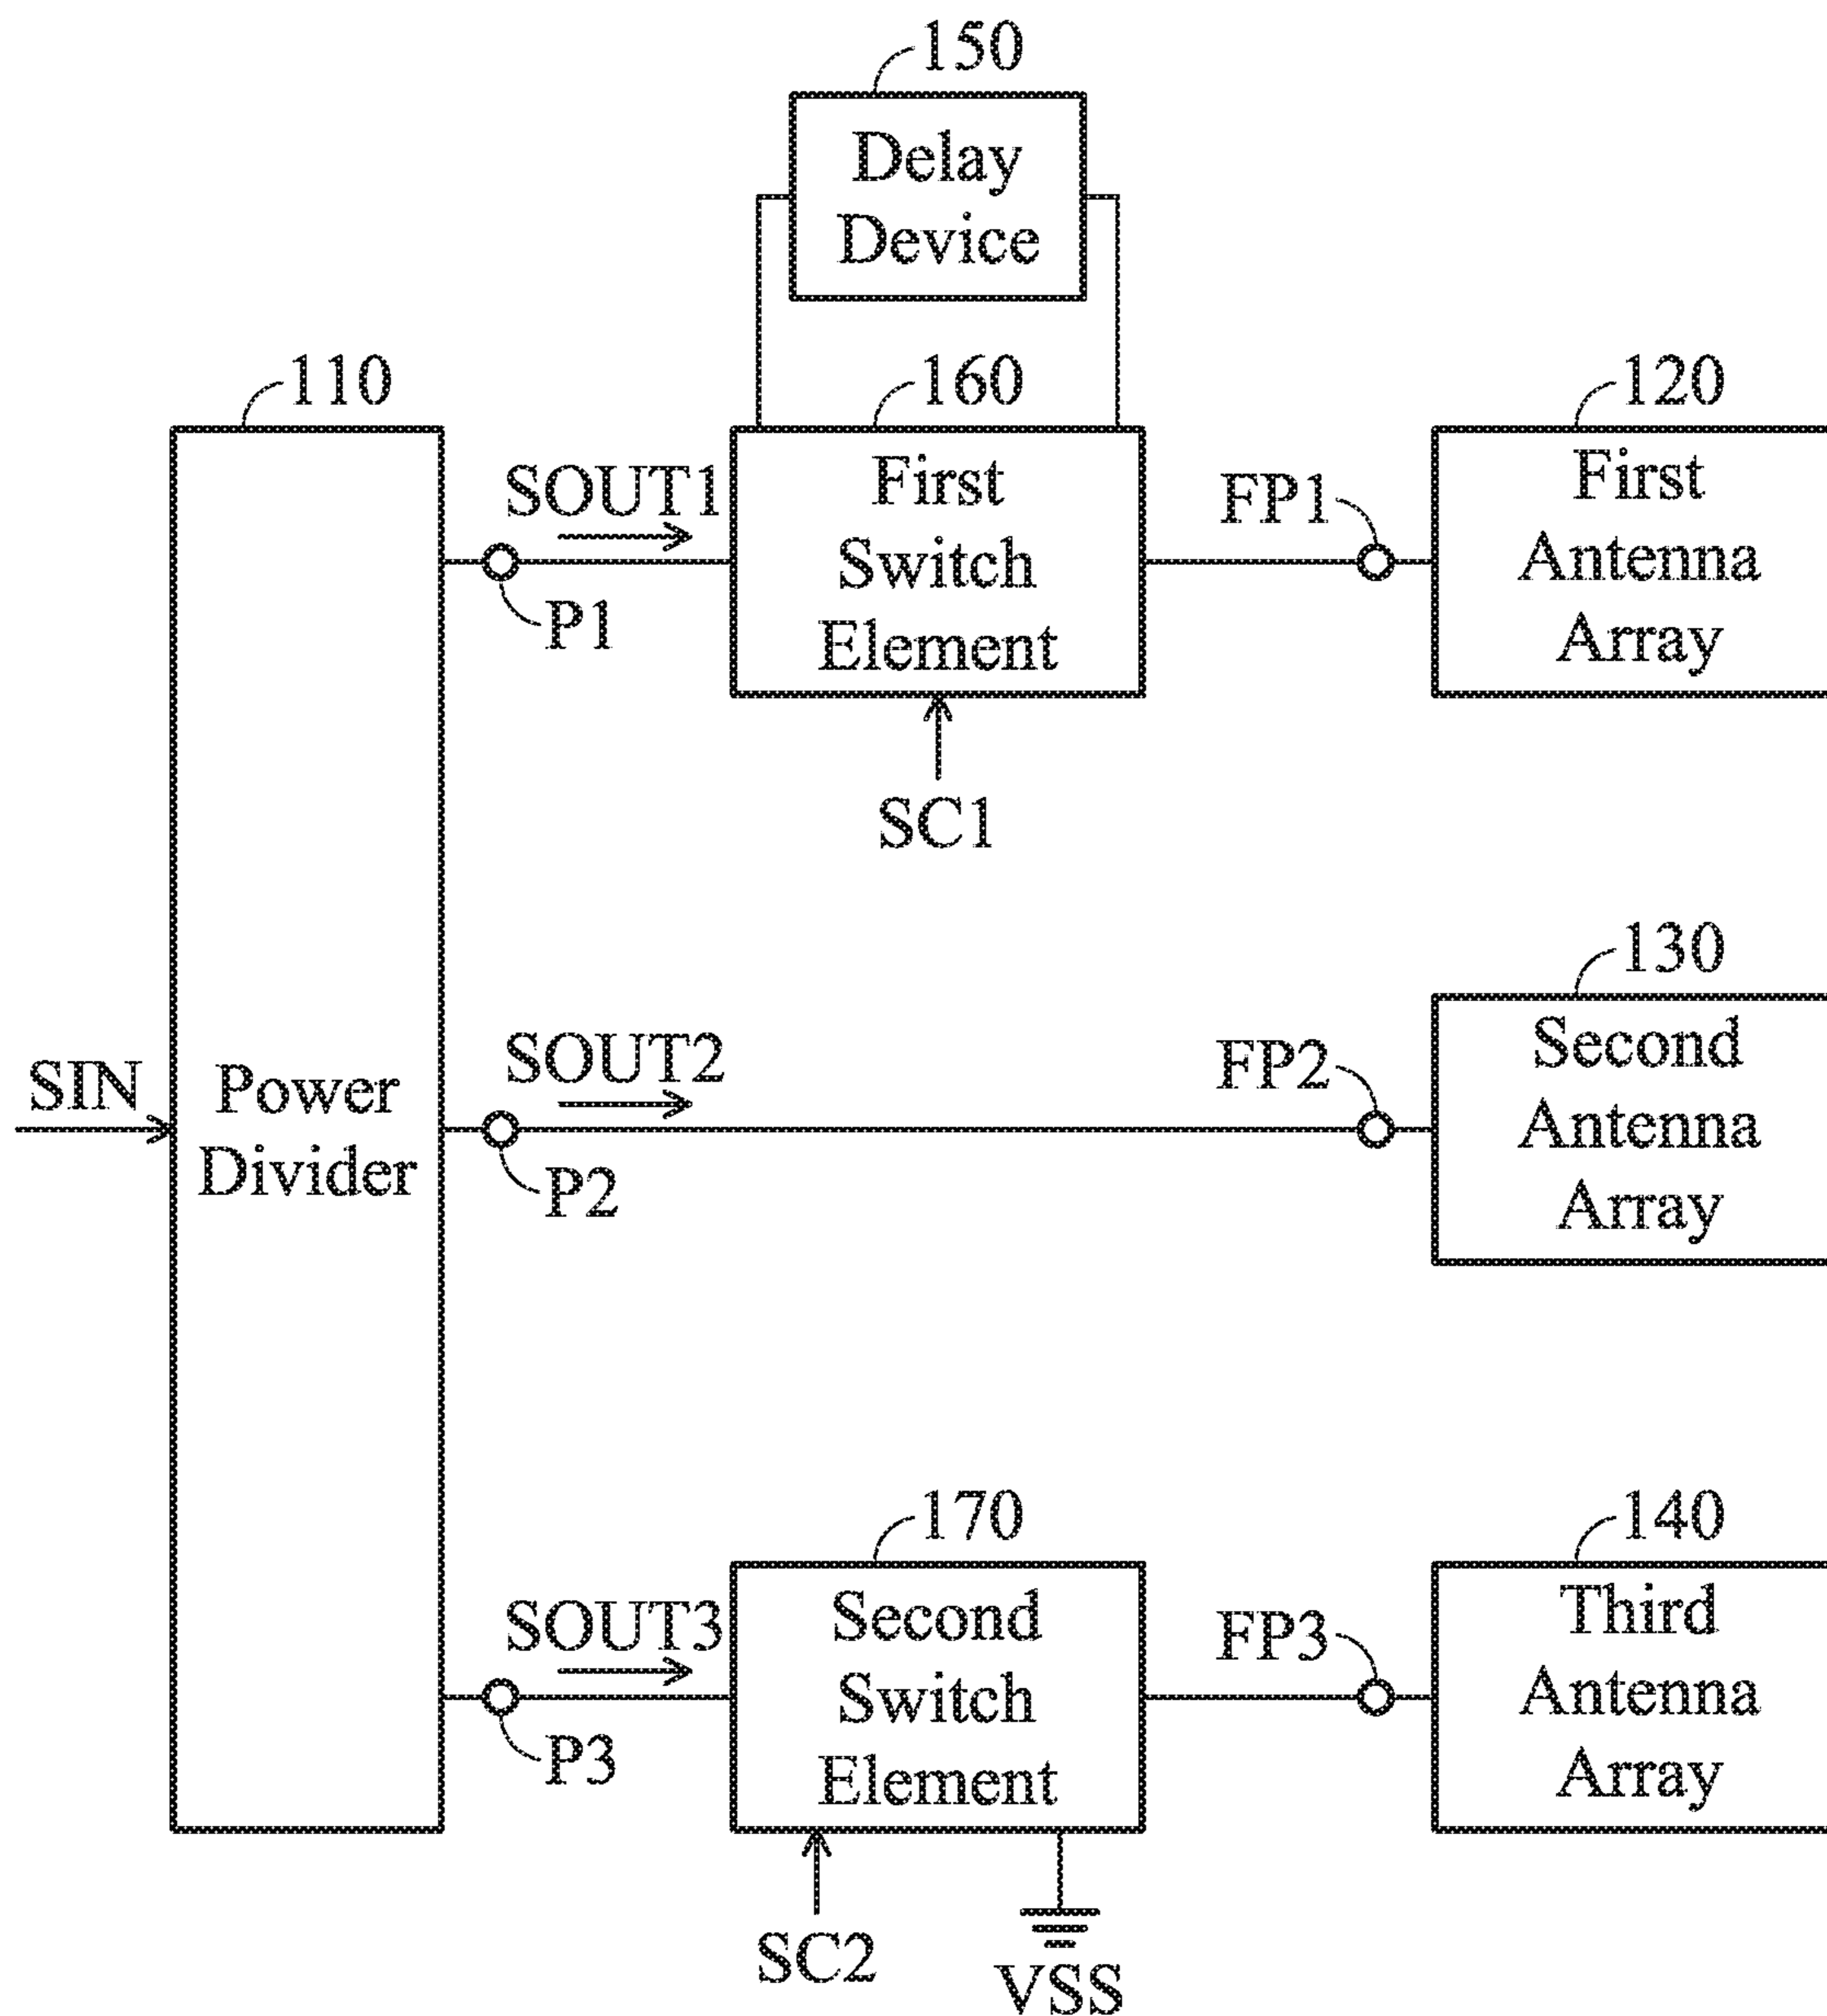 150
Delay
Device
110
160
120
SOUT1
First
Switch
Element
FP1
First
Antenna
Array
P1
SC1
130
SIN
Power
Divider
SOUT2
FP2
Second
Antenna
Array
P2
170
140
SOUT3
Second
Switch
Element
FP3
Third
Antenna
Array
P3
SC2
VSS